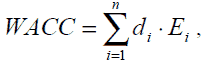 WACC = \sum_{i=1}^{n} d_i \cdot E_i ,